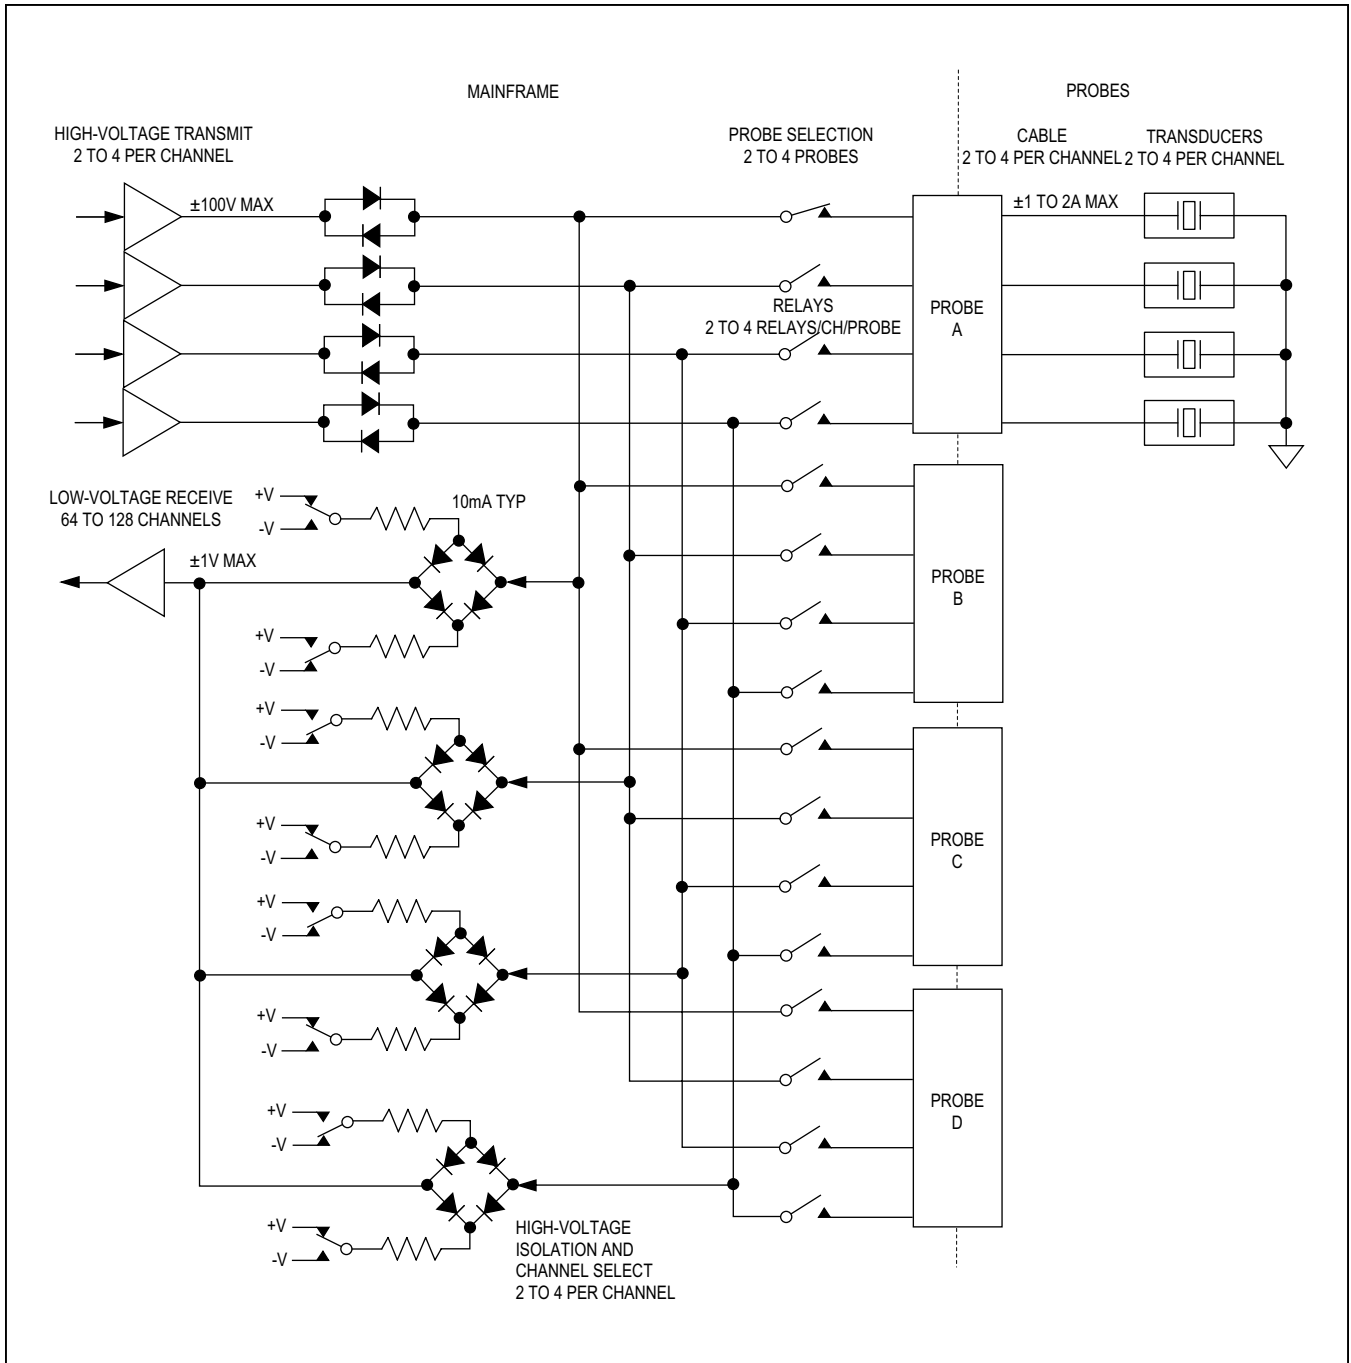 MAINFRAME
PROBES
HIGH-VOLTAGE TRANSMIT
2 TO 4 PER CHANNEL
PROBE SELECTION
2 TO 4 PROBES
CABLE
2 TO 4 PER CHANNEL
TRANSDUCERS
2 TO 4 PER CHANNEL
±100V MAX
±1 TO 2A MAX
RELAYS
2 TO 4 RELAYS/CH/PROBE
PROBE
A
LOW-VOLTAGE RECEIVE
64 TO 128 CHANNELS
+V
-V
10mA TYP
±1V MAX
PROBE
B
+V
-V
+V
-V
+V
-V
PROBE
C
+V
-V
+V
-V
PROBE
D
+V
-V
+V
-V
HIGH-VOLTAGE
ISOLATION AND
CHANNEL SELECT
2 TO 4 PER CHANNEL